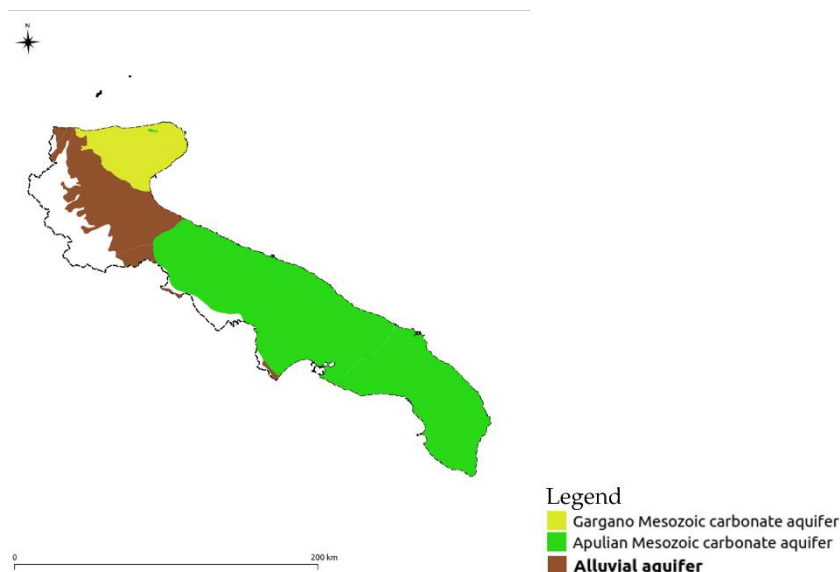 N
Legend
Gargano Mesozoic carbonate aquifer
Apulian Mesozoic carbonate aquifer
Alluvial aquifer
0 200 km